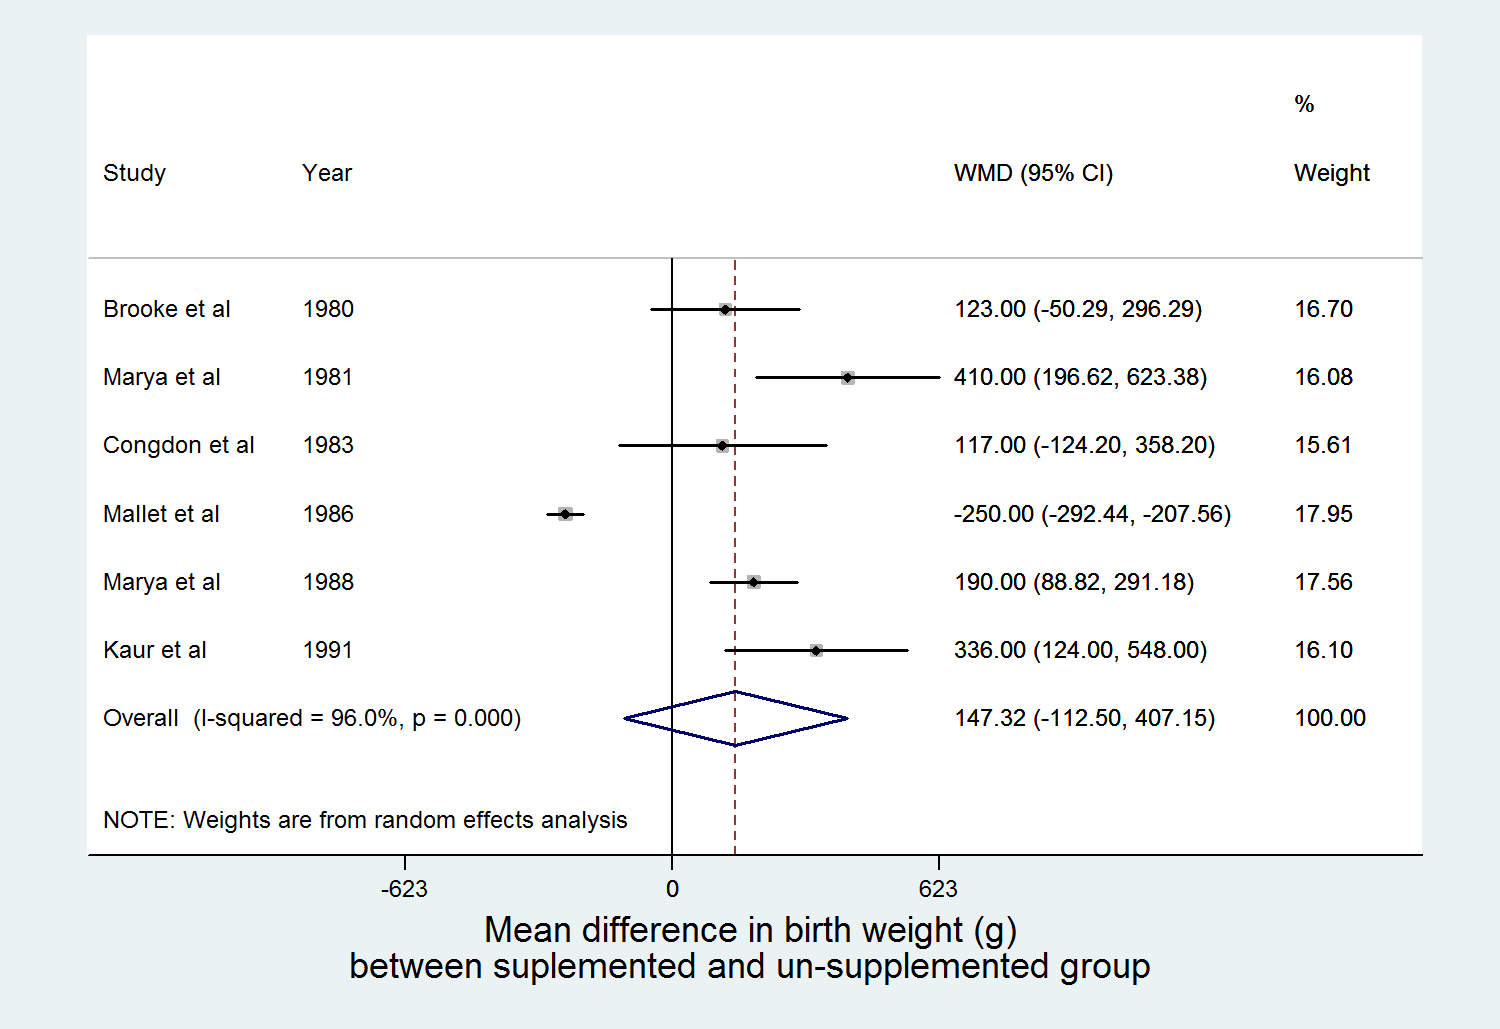 %
Study Year WMD (95% CI) Weight
Brooke et al 1980 123.00 (-50.29, 296.29) 16.70
Marya et al 1981 410.00 (196.62, 623.38) 16.08
Congdon et al 1983 117.00 (-124.20, 358.20) 15.61
Mallet et al 1986 -250.00 (-292.44, -207.56) 17.95
Marya et al 1988 190.00 (88.82, 291.18) 17.56
Kaur et al 1991 336.00 (124.00, 548.00) 16.10
Overall (I-squared = 96.0%, p = 0.000) 147.32 (-112.50, 407.15) 100.00
NOTE: Weights are from random effects analysis
-623 0 623
Mean difference in birth weight (g)
between suplemented and un-supplemented group